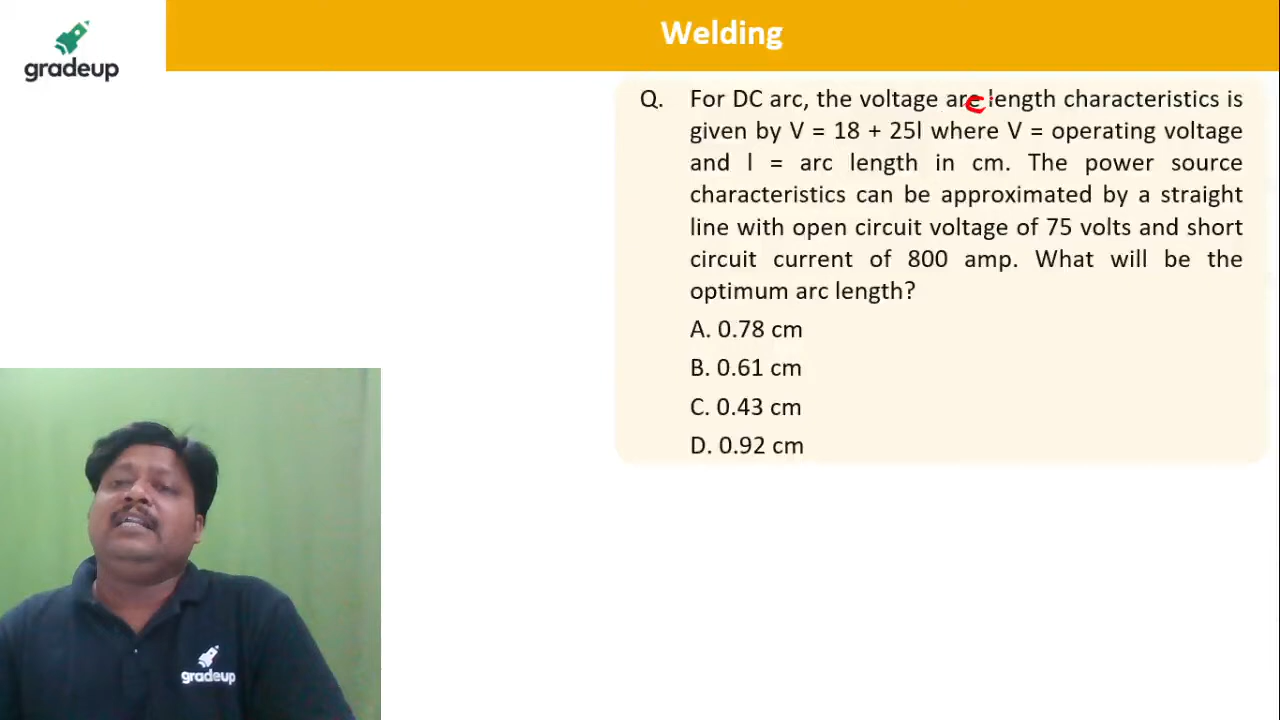 gradeup
Welding
Q. For DC arc, the voltage are length characteristics is
given by V = 18 + 25l where V = operating voltage
and l = arc length in cm. The power source
characteristics can be approximated by a straight
line with open circuit voltage of 75 volts and short
circuit current of 800 amp. What will be the
optimum arc length?
A. 0.78 cm
B. 0.61 cm
C. 0.43 cm
D. 0.92 cm
gradeup